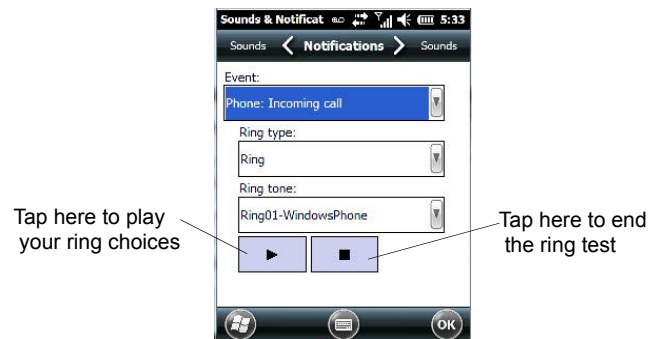 Sounds & Notificat 5:33
Sounds Notifications Sounds
Event:
Phone: Incoming call
Ring type:
Ring
Ring tone:
Ring01-WindowsPhone
Tap here to play
your ring choices
Tap here to end
the ring test
OK